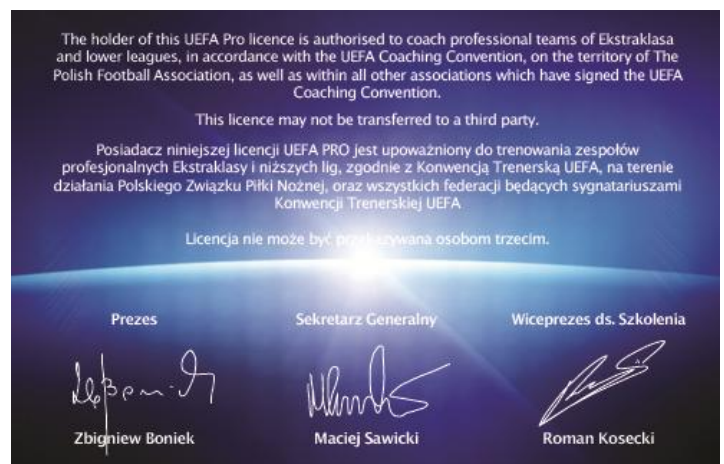 The holder of this UEFA Pro licence is authorised to coach professional teams of Ekstraklasa
and lower leagues, in accordance with the UEFA Coaching Convention, on the territory of The
Polish Football Association, as well as within all other associations which have signed the UEFA
Coaching Convention.
This licence may not be transferred to a third party.
Posiadacz niniejszej licencji UEFA PRO jest upoważniony do trenowania zespołów
profesjonalnych Ekstraklasy i niższych lig, zgodnie z Konwencją Trenerską UEFA, na terenie
działania Polskiego Związku Piłki Nożnej, oraz wszystkich federacji będących sygnatariuszami
Konwencji Trenerskiej UEFA
Licencja nie może być przekazywana osobom trzecim.
Prezes Sekretarz Generalny Wiceprezes ds. Szkolenia
Zbigniew Boniek Maciej Sawicki Roman Kosecki